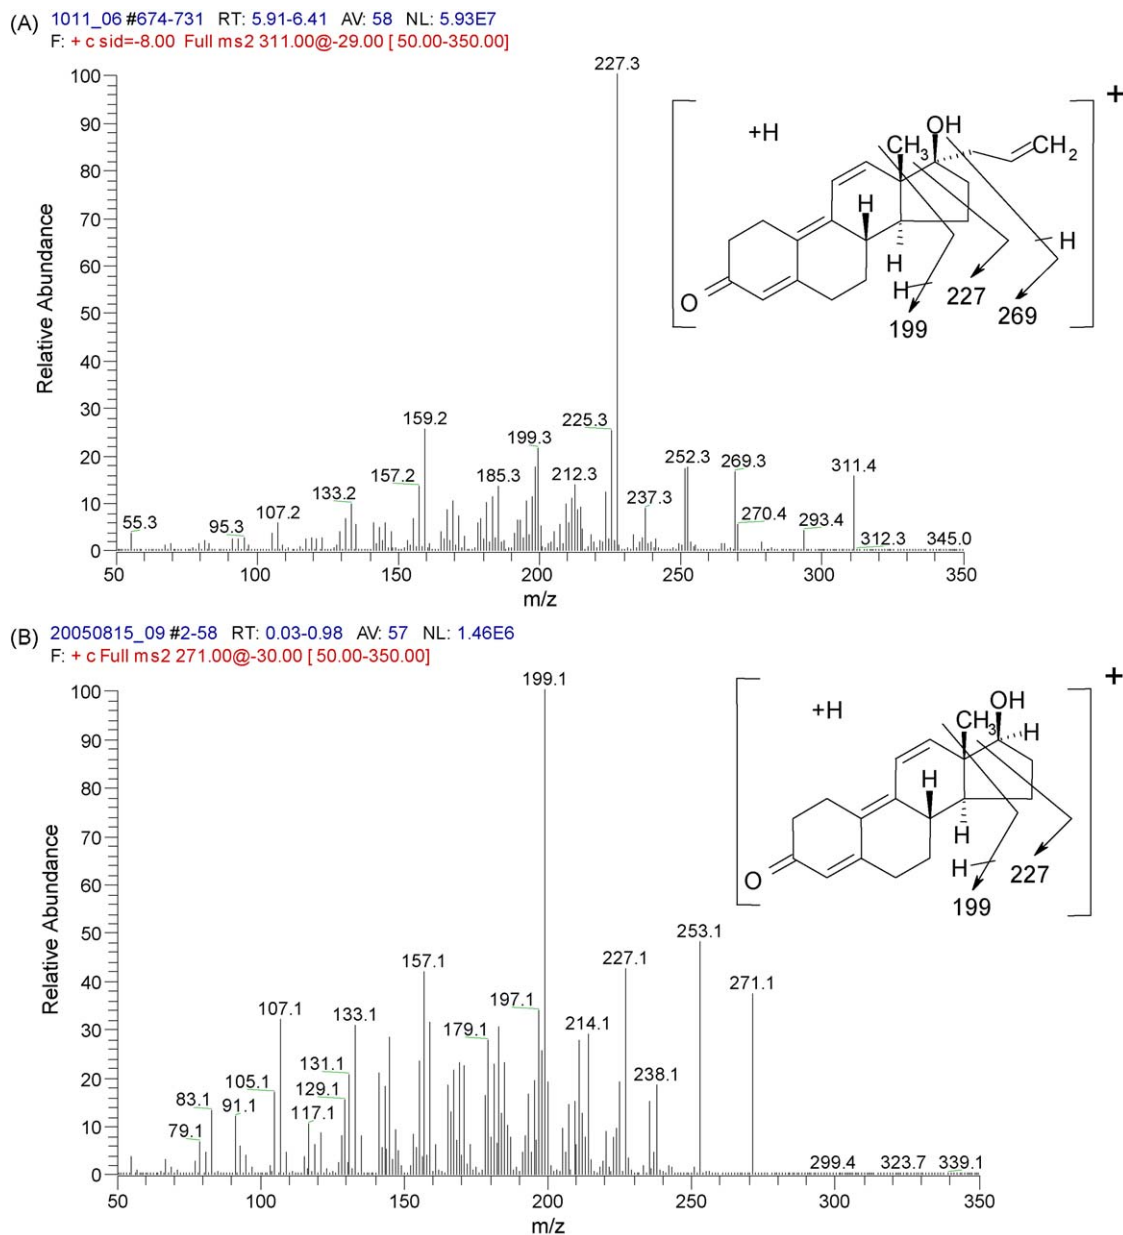 (A) 1011_06 #674-731 RT: 5.91-6.41 AV: 58 NL: 5.93E7
F: + c sid=-8.00 Full ms2 311.00@-29.00 [ 50.00-350.00]
Relative Abundance
100
90
80
70
60
50
40
30
20
10
0
227.3
159.2
225.3
199.3
157.2
185.3
212.3
252.3
269.3
311.4
133.2
107.2
237.3
270.4
55.3
95.3
293.4
312.3
345.0
50 100 150 200 250 300 350
m/z
+
+H
OH
CH3
CH2
H
H
H
H
O
227
199
269
(B) 20050815_09 #2-58 RT: 0.03-0.98 AV: 57 NL: 1.46E6
F: + c Full ms2 271.00@-30.00 [ 50.00-350.00]
Relative Abundance
100
90
80
70
60
50
40
30
20
10
0
199.1
253.1
157.1
227.1
271.1
107.1
133.1
197.1
179.1
214.1
131.1
105.1
129.1
238.1
83.1
91.1
117.1
79.1
299.4
323.7
339.1
50 100 150 200 250 300 350
m/z
+
+H
OH
CH3
H
H
H
H
O
227
199